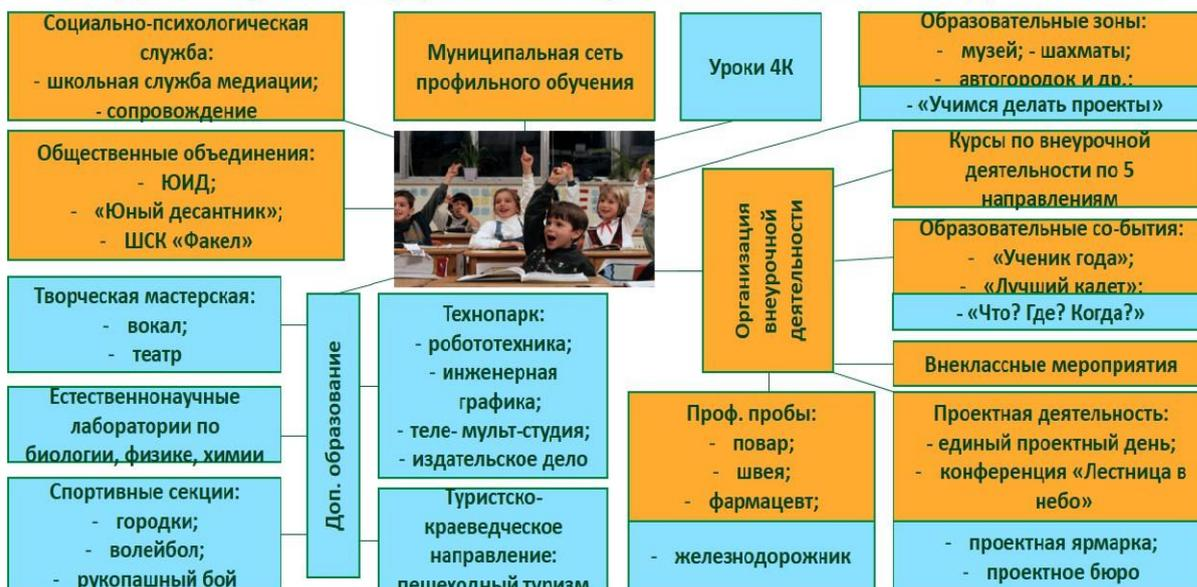 Социально-психологическая
служба:
- школьная служба медиации;
- сопровождение
Муниципальная сеть
профильного обучения
Уроки 4К
Образовательные зоны:
- музей; - шахматы;
- автогородок и др.;
- «Учимся делать проекты»
Общественные объединения:
- ЮИД;
- «Юный десантник»;
- ШСК «Факел»
Организация
внеурочной
деятельности
Курсы по внеурочной
деятельности по 5
направлениям
Образовательные со-бытия:
- «Ученик года»;
- «Лучший кадет»;
- «Что? Где? Когда?»
Внеклассные мероприятия
Творческая мастерская:
- вокал;
- театр
Доп. образование
Технопарк:
- робототехника;
- инженерная
графика;
- теле- мульт-студия;
- издательское дело
Естественнонаучные
лаборатории по
биологии, физике, химии
Проф. пробы:
- повар;
- швея;
- фармацевт;
- железнодорожник
Проектная деятельность:
- единый проектный день;
- конференция «Лестница в
небо»
- проектная ярмарка;
- проектное бюро
Спортивные секции:
- городки;
- волейбол;
- рукопашный бой
Туристско-
краеведческое
направление:
пешеходный туризм